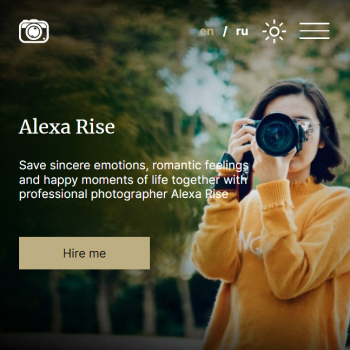 en / ru
Alexa Rise
Save sincere emotions, romantic feelings
and happy moments of life together with
professional photographer Alexa Rise
Hire me